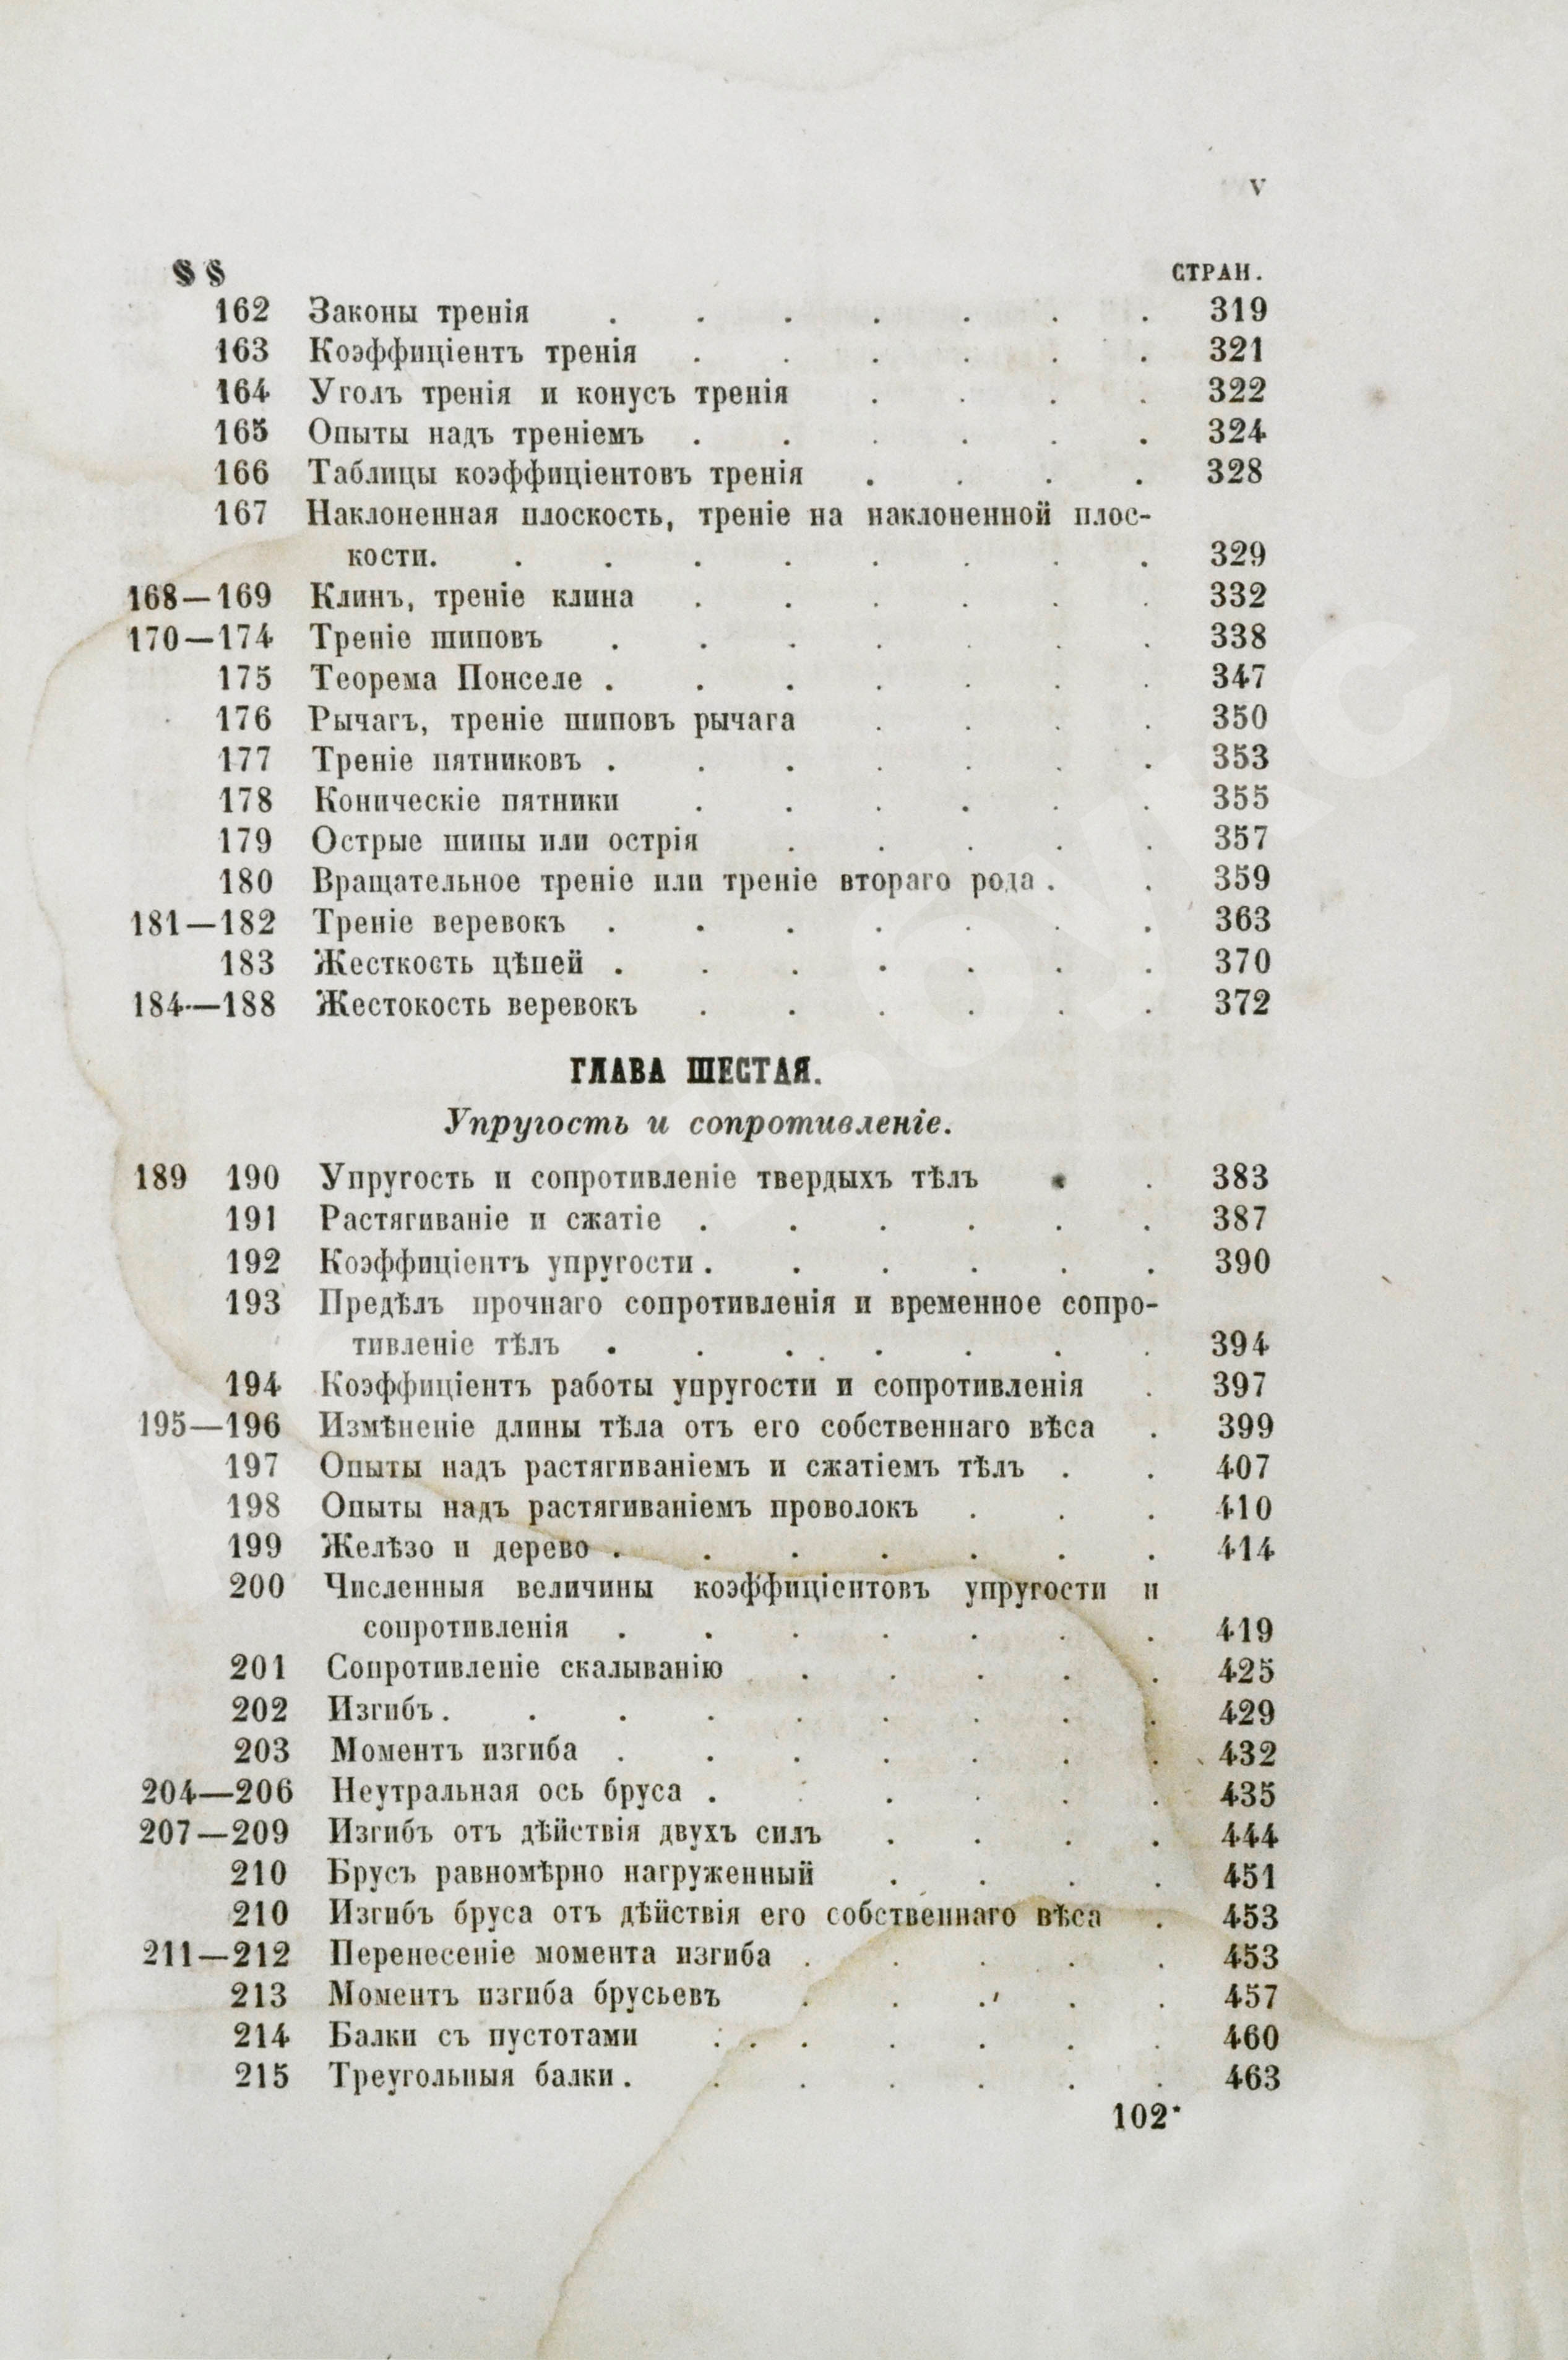 v
§§ СТРАН.
162 Законы тренія . . . . . . . 319
163 Коэффиціентъ тренія . . . . . . 321
164 Уголъ тренія и конусъ тренія . . . . 322
165 Опыты надъ треніемъ . . . . . . 324
166 Таблицы коэффиціентовъ тренія . . . . 328
167 Наклоненная плоскость, треніе на наклоненной плос-
кости. . . . . . . . . 329
168—169 Клинъ, треніе клина . . . . . . 332
170—174 Треніе шиповъ . . . . . . . 338
175 Теорема Понселе . . . . . . . 347
176 Рычагъ, треніе шиповъ рычага . . . . 350
177 Треніе пятниковъ . . . . . . . 353
178 Коническіе пятники . . . . . . 355
179 Острые шипы или острія . . . . . 357
180 Вращательное треніе или треніе втораго рода . . 359
181—182 Треніе веревокъ . . . . . . . 363
183 Жесткость цѣпей . . . . . . . 370
184—188 Жестокость веревокъ . . . . . . 372
ГЛАВА ШЕСТАЯ.
Упругость и сопротивленіе.
189 190 Упругость и сопротивленіе твердыхъ тѣлъ . . 383
191 Растягиваніе и сжатіе . . . . . . 387
192 Коэффиціентъ упругости . . . . . . 390
193 Предѣлъ прочнаго сопротивленія и временное сопро-
тивленіе тѣлъ . . . . . . . 394
194 Коэффиціентъ работы упругости и сопротивленія . 397
195—196 Измѣненіе длины тѣла отъ его собственнаго вѣса . 399
197 Опыты надъ растягиваніемъ и сжатіемъ тѣлъ . . 407
198 Опыты надъ растягиваніемъ проволокъ . . . 410
199 Желѣзо и дерево . . . . . . . 414
200 Численныя величины коэффиціентовъ упругости и
сопротивленія . . . . . . . 419
201 Сопротивленіе скалыванію . . . . . 425
202 Изгибъ . . . . . . . . . 429
203 Моментъ изгиба . . . . . . . 432
204—206 Неутральная ось бруса . . . . . . 435
207—209 Изгибъ отъ дѣйствія двухъ силъ . . . . 444
210 Брусъ равномѣрно нагруженный . . . . 451
210 Изгибъ бруса отъ дѣйствія его собственнаго вѣса . 453
211—212 Перенесеніе момента изгиба . . . . . 453
213 Моментъ изгиба брусьевъ . . . . . 457
214 Балки съ пустотами . . . . . . . 460
215 Треугольныя балки . . . . . . . 463
102*